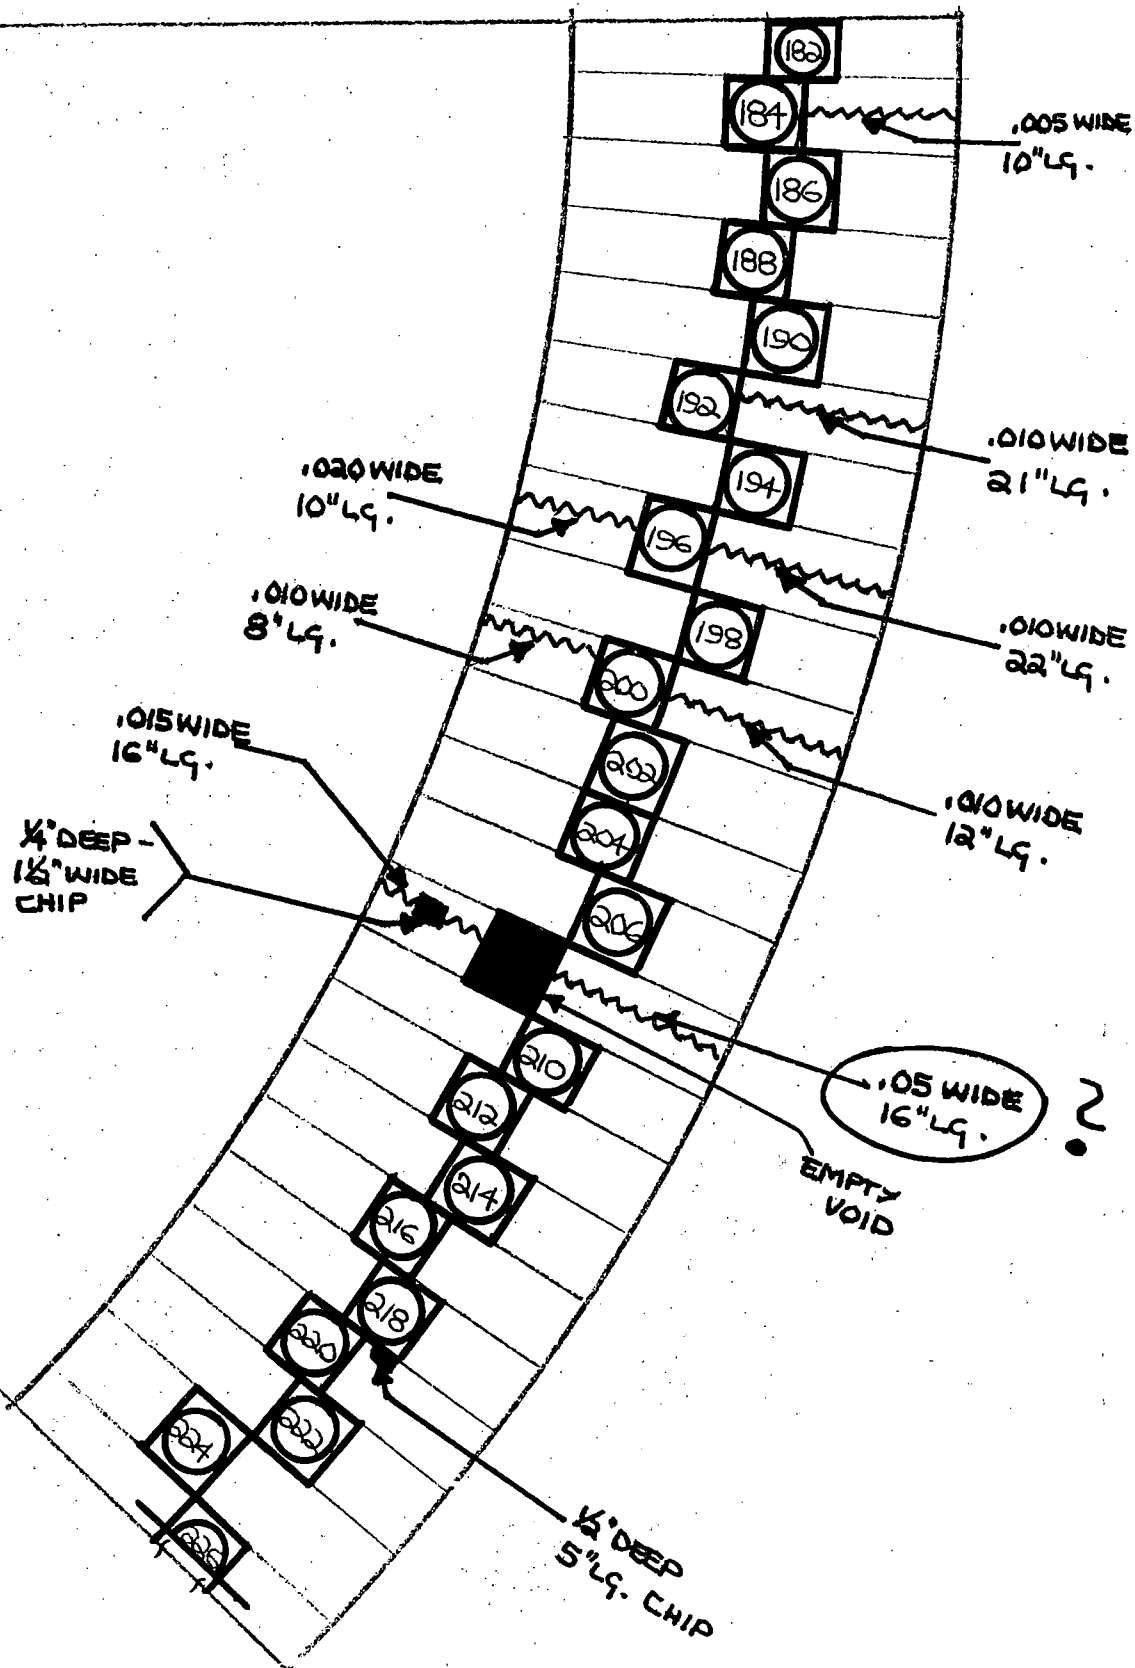 182
184
.005 WIDE
10" LG.
186
188
190
192
.010 WIDE
21" LG.
194
.020 WIDE
10" LG.
196
.010 WIDE
22" LG.
.010 WIDE
8" LG.
198
200
.010 WIDE
12" LG.
202
.015 WIDE
16" LG.
204
1/4" DEEP -
1 1/2" WIDE
CHIP
206
.05 WIDE
16" LG.
?
EMPTY
VOID
210
212
214
216
218
220
222
224
226
1/2" DEEP
5" LG. CHIP